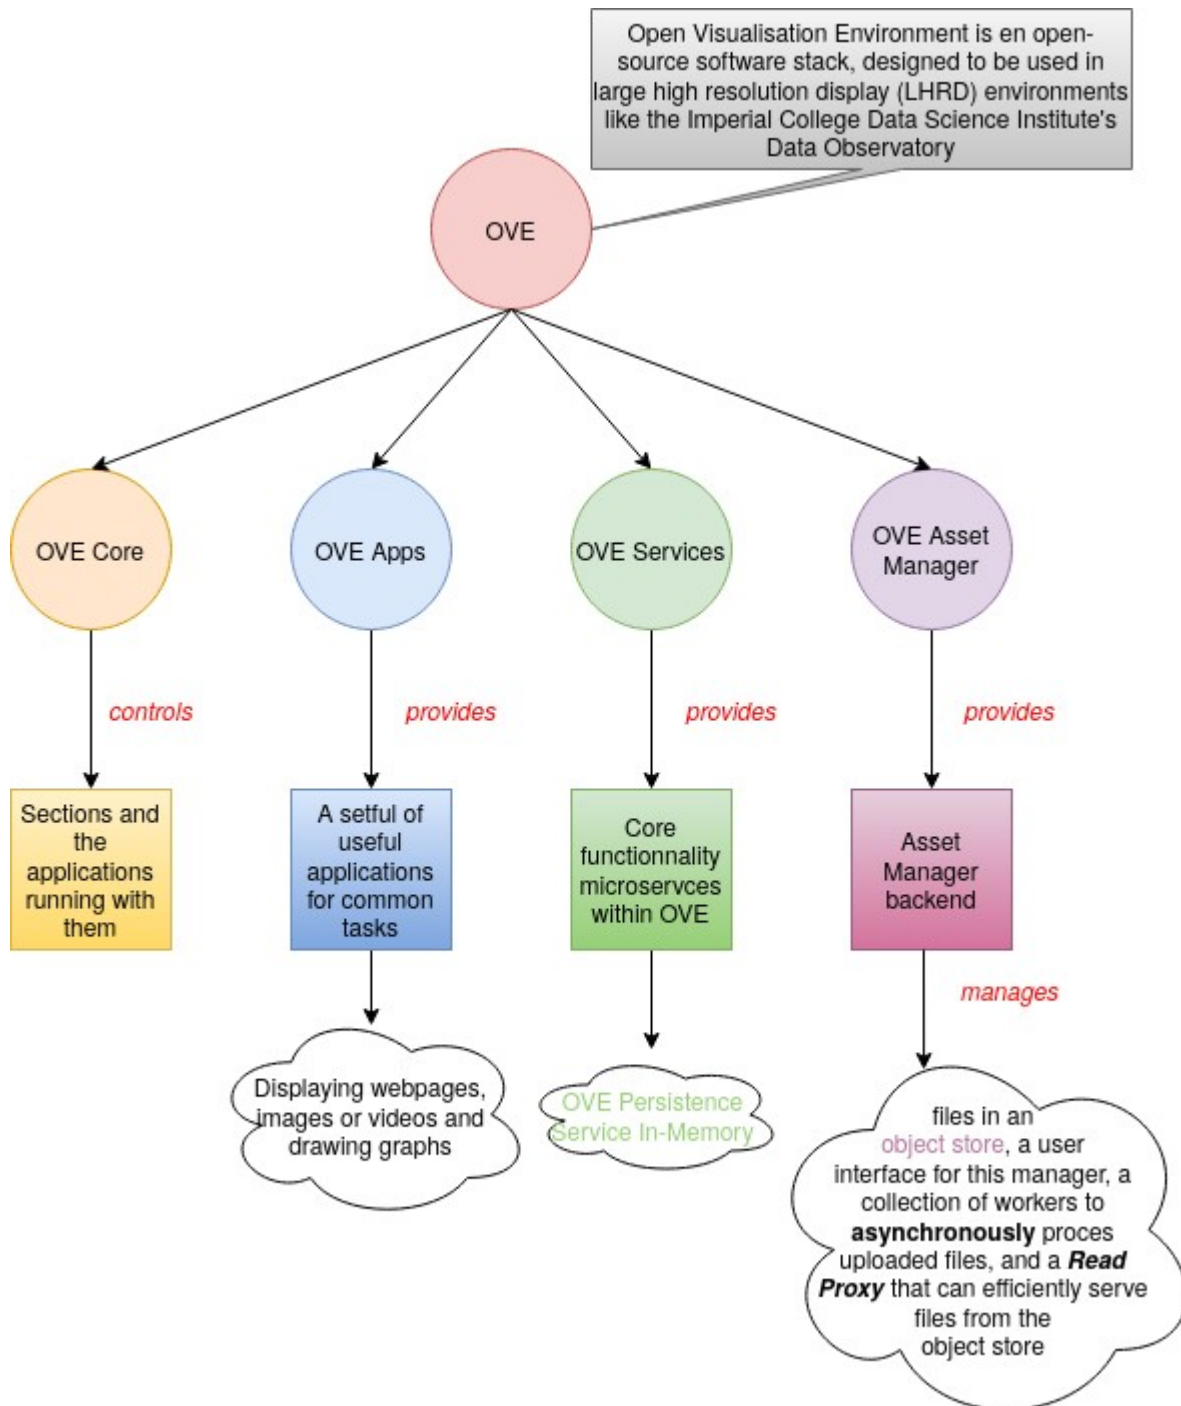 Open Visualisation Environment is en open-
source software stack, designed to be used in
large high resolution display (LHRD) environments
like the Imperial College Data Science Institute's
Data Observatory
OVE
OVE Core
OVE Apps
OVE Services
OVE Asset
Manager
controls
provides
provides
provides
Sections and
the
applications
running with
them
A setful of
useful
applications
for common
tasks
Core
functionnality
microservces
within OVE
Asset
Manager
backend
manages
Displaying webpages,
images or videos and
drawing graphs
OVE Persistence
Service In-Memory
files in an
object store, a user
interface for this manager, a
collection of workers to
asynchronously proces
uploaded files, and a Read
Proxy that can efficiently serve
files from the
object store